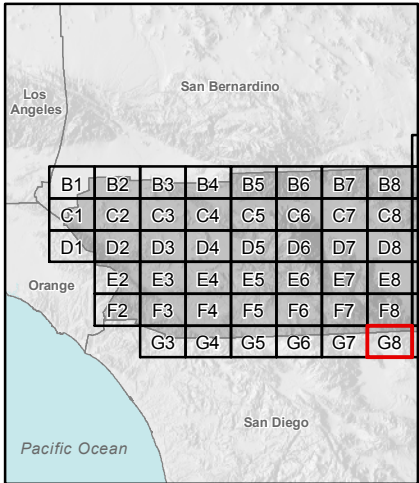 San Bernardino
Los
Angeles
B1 B2 B3 B4 B5 B6 B7 B8
C1 C2 C3 C4 C5 C6 C7 C8
D1 D2 D3 D4 D5 D6 D7 D8
E2 E3 E4 E5 E6 E7 E8
Orange
F2 F3 F4 F5 F6 F7 F8
G3 G4 G5 G6 G7 G8
San Diego
Pacific Ocean